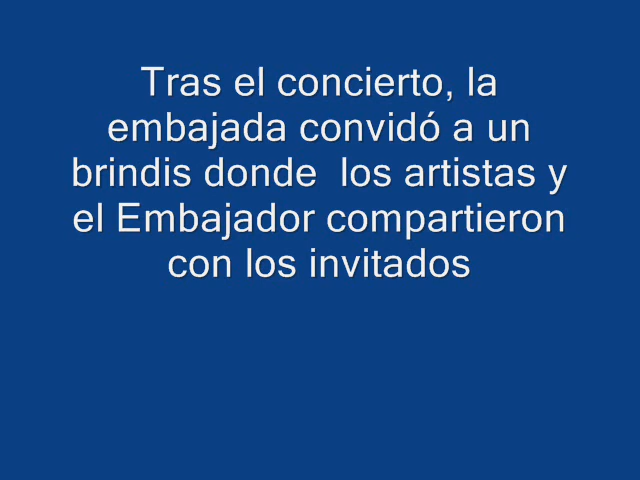 Tras el concierto, la
embajada convidó a un
brindis donde  los artistas y
el Embajador compartieron
con los invitados